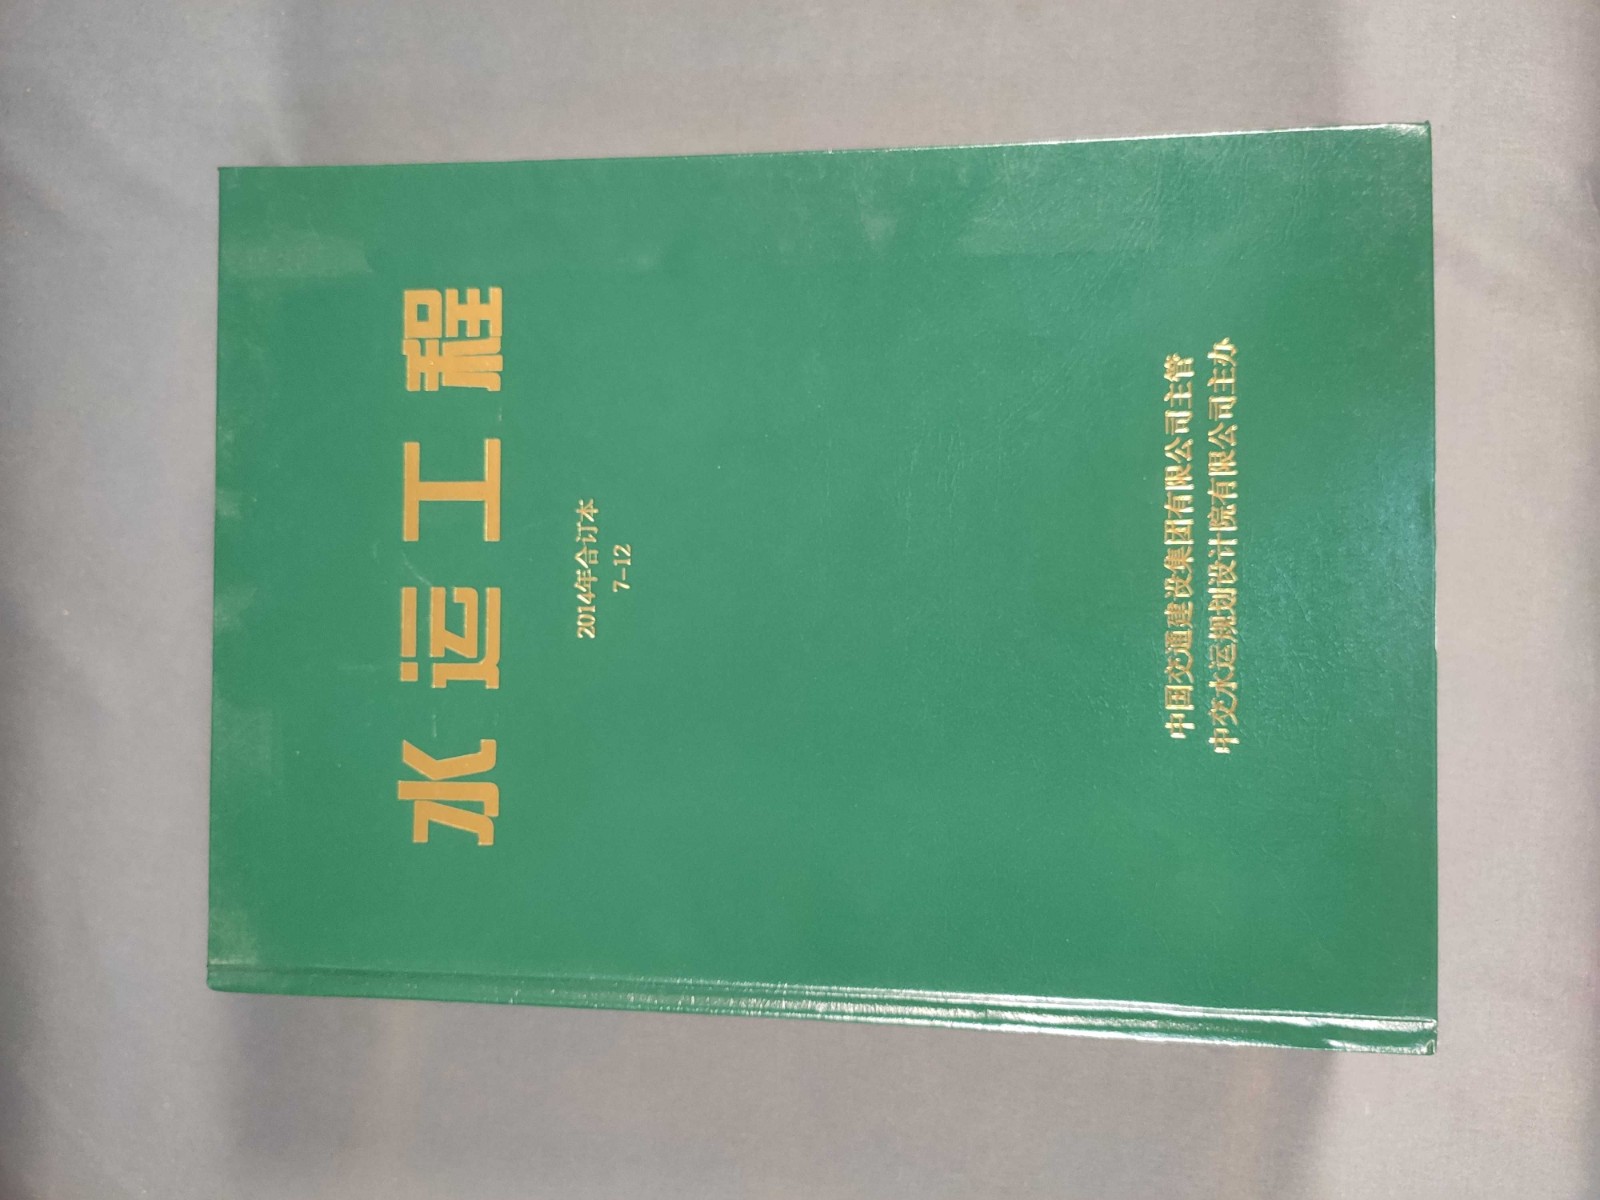 水运工程
2014年合订本
7-12
中国交通建设集团有限公司主管
中交水运规划设计院有限公司主办